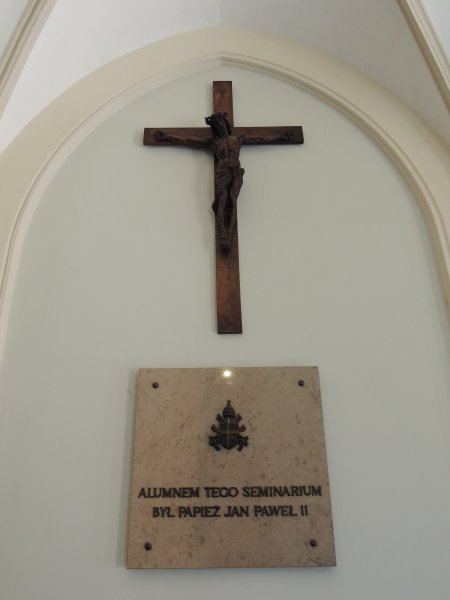 ALUMNEM TEGO SEMINARIUM
BYŁ PAPIEŻ JAN PAWEŁ II